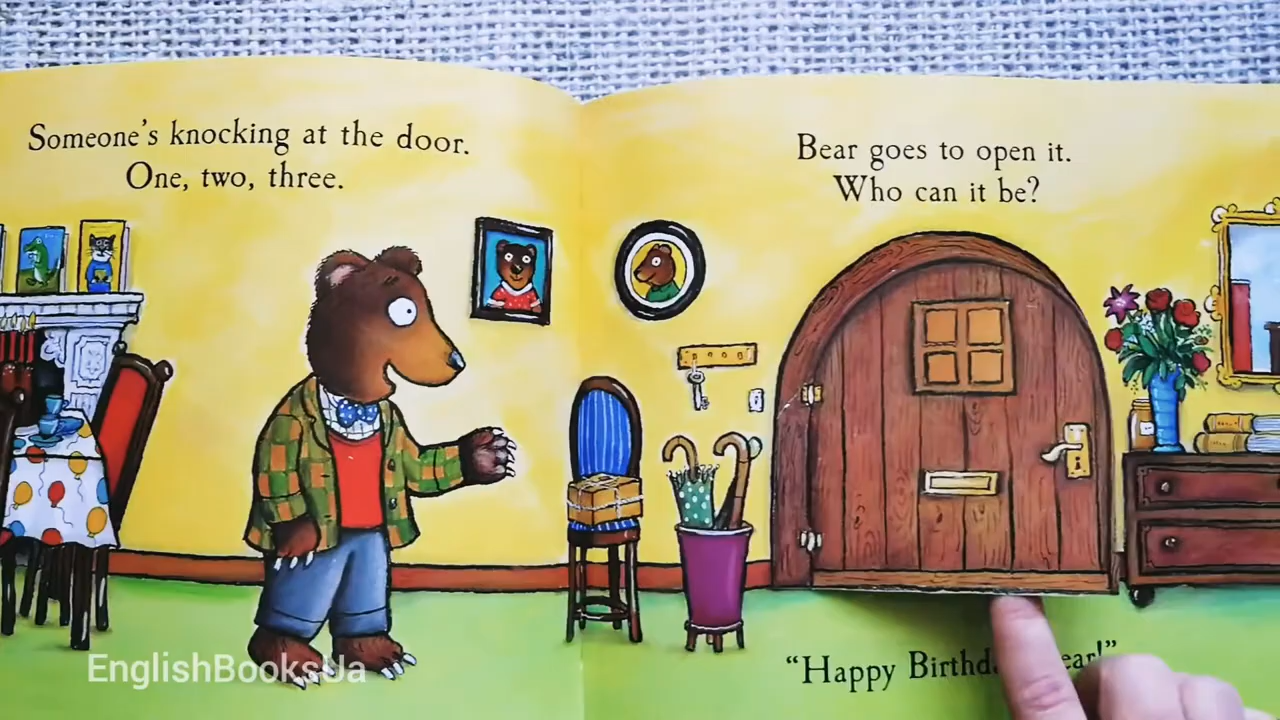 Someone's knocking at the door.
One, two, three.
Bear goes to open it.
Who can it be?
"Happy ear!"
EnglishBooksUa